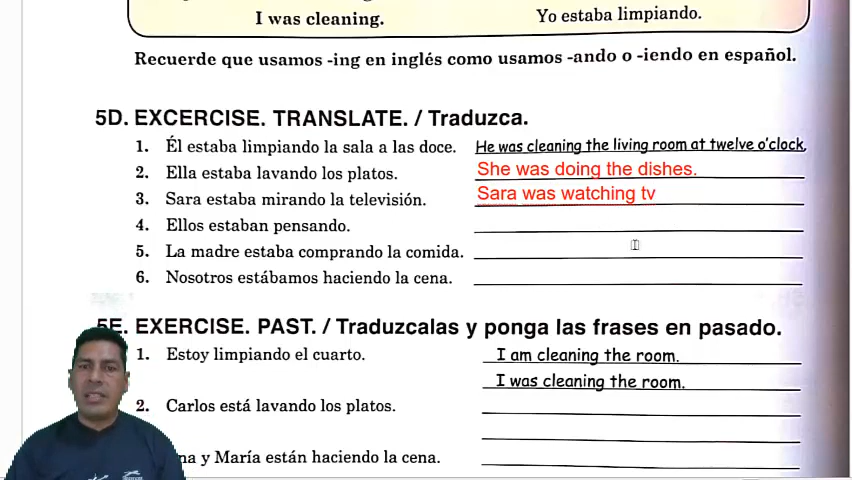 I was cleaning. Yo estaba limpiando.
Recuerde que usamos -ing en inglés como usamos -ando o -iendo en español.
5D. EXCERCISE. TRANSLATE. / Traduzca.
1. Él estaba limpiando la sala a las doce. He was cleaning the living room at twelve o'clock.
2. Ella estaba lavando los platos. She was doing the dishes.
3. Sara estaba mirando la televisión. Sara was watching tv
4. Ellos estaban pensando.
5. La madre estaba comprando la comida.
6. Nosotros estábamos haciendo la cena.
5E. EXERCISE. PAST. / Traduzcalas y ponga las frases en pasado.
1. Estoy limpiando el cuarto. I am cleaning the room.
I was cleaning the room.
2. Carlos está lavando los platos.
y María están haciendo la cena.